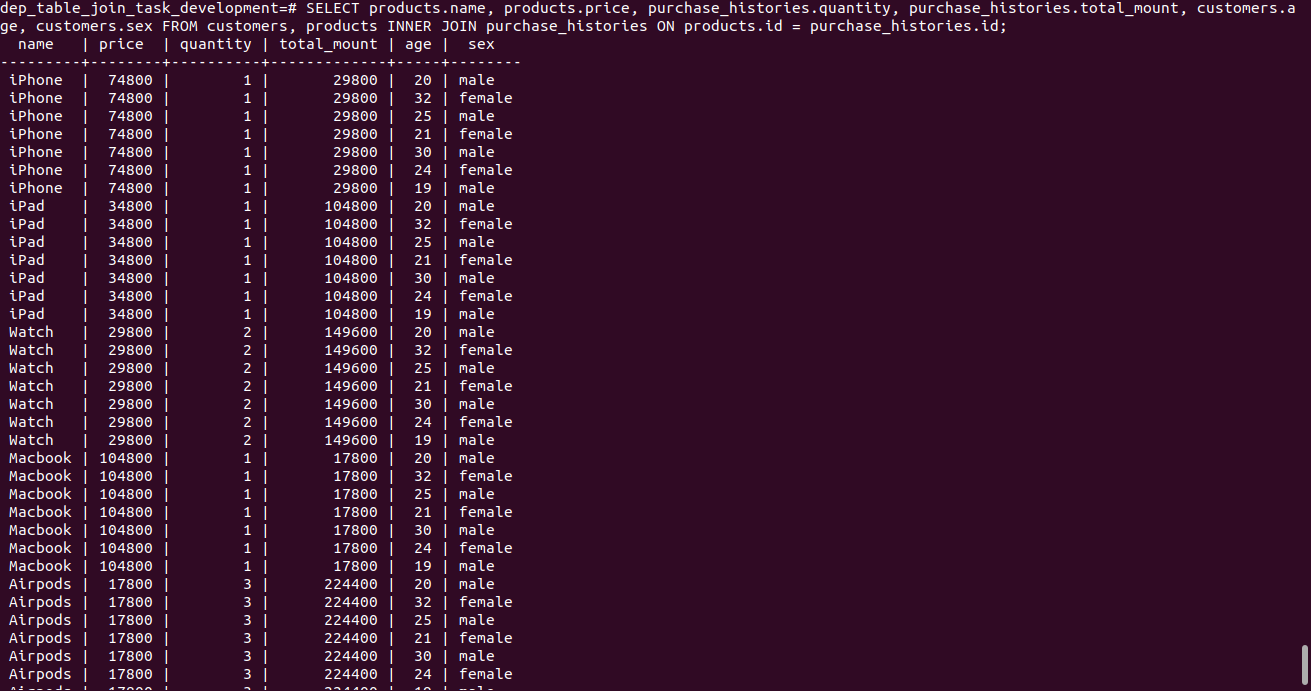 dep_table_join_task_development=# SELECT products.name, products.price, purchase_histories.quantity, purchase_histories.total_mount, customers.a
ge, customers.sex FROM customers, products INNER JOIN purchase_histories ON products.id = purchase_histories.id;
  name   | price  | quantity | total_mount | age |  sex
---------+--------+----------+-------------+-----+--------
 iPhone  |  74800 |        1 |       29800 |  20 | male
 iPhone  |  74800 |        1 |       29800 |  32 | female
 iPhone  |  74800 |        1 |       29800 |  25 | male
 iPhone  |  74800 |        1 |       29800 |  21 | female
 iPhone  |  74800 |        1 |       29800 |  30 | male
 iPhone  |  74800 |        1 |       29800 |  24 | female
 iPhone  |  74800 |        1 |       29800 |  19 | male
 iPad    |  34800 |        1 |      104800 |  20 | male
 iPad    |  34800 |        1 |      104800 |  32 | female
 iPad    |  34800 |        1 |      104800 |  25 | male
 iPad    |  34800 |        1 |      104800 |  21 | female
 iPad    |  34800 |        1 |      104800 |  30 | male
 iPad    |  34800 |        1 |      104800 |  24 | female
 iPad    |  34800 |        1 |      104800 |  19 | male
 Watch   |  29800 |        2 |      149600 |  20 | male
 Watch   |  29800 |        2 |      149600 |  32 | female
 Watch   |  29800 |        2 |      149600 |  25 | male
 Watch   |  29800 |        2 |      149600 |  21 | female
 Watch   |  29800 |        2 |      149600 |  30 | male
 Watch   |  29800 |        2 |      149600 |  24 | female
 Watch   |  29800 |        2 |      149600 |  19 | male
 Macbook | 104800 |        1 |       17800 |  20 | male
 Macbook | 104800 |        1 |       17800 |  32 | female
 Macbook | 104800 |        1 |       17800 |  25 | male
 Macbook | 104800 |        1 |       17800 |  21 | female
 Macbook | 104800 |        1 |       17800 |  30 | male
 Macbook | 104800 |        1 |       17800 |  24 | female
 Macbook | 104800 |        1 |       17800 |  19 | male
 Airpods |  17800 |        3 |      224400 |  20 | male
 Airpods |  17800 |        3 |      224400 |  32 | female
 Airpods |  17800 |        3 |      224400 |  25 | male
 Airpods |  17800 |        3 |      224400 |  21 | female
 Airpods |  17800 |        3 |      224400 |  30 | male
 Airpods |  17800 |        3 |      224400 |  24 | female